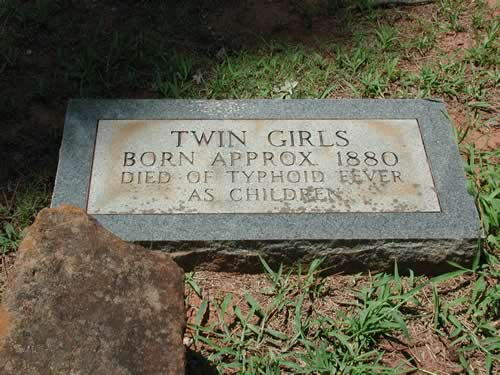 TWIN GIRLS
BORN APPROX 1880
DIED OF TYPHOID FEVER
AS CHILDREN